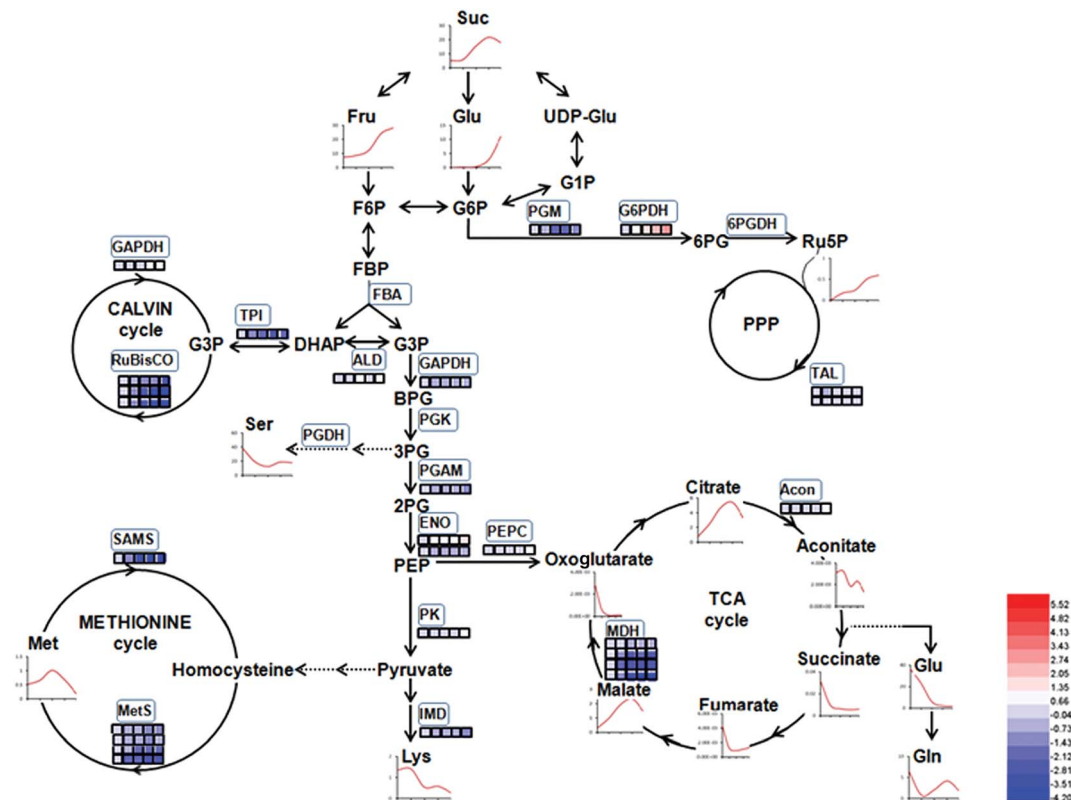 Suc
Fru
Glu
UDP-Glu
G1P
F6P
G6P
PGM
G6PDH
6PG
6PGDH
Ru5P
GAPDH
FBP
FBA
CALVIN
cycle
TPI
PPP
G3P
DHAP
G3P
ALD
RuBisCO
GAPDH
TAL
BPG
PGK
Ser
PGDH
3PG
PGAM
2PG
Citrate
Acon
ENO
PEPC
SAMS
PEP
Oxoglutarate
Aconitate
TCA
cycle
METHIONINE
cycle
PK
MDH
Met
Homocysteine
Pyruvate
Succinate
Glu
Malate
Fumarate
MetS
IMD
Lys
Gln
5.52
4.82
4.13
3.43
2.74
2.05
1.35
0.66
-0.04
-0.73
-1.43
-2.12
-2.81
-3.51
-4.20